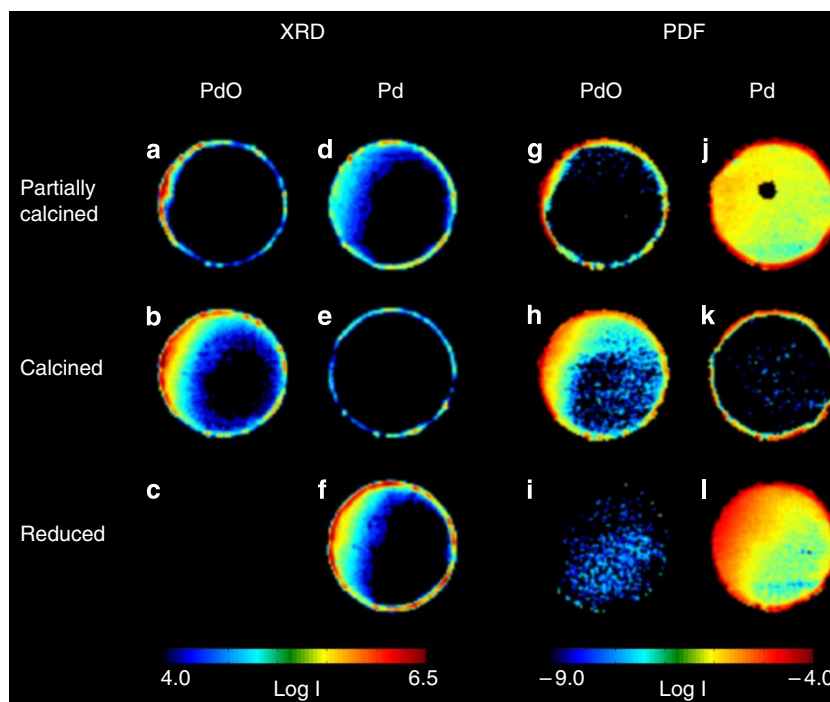 XRD PDF
PdO Pd PdO Pd
a d g j
Partially
calcined
b e h k
Calcined
c f i l
Reduced
4.0 6.5 −9.0 −4.0
Log I Log I